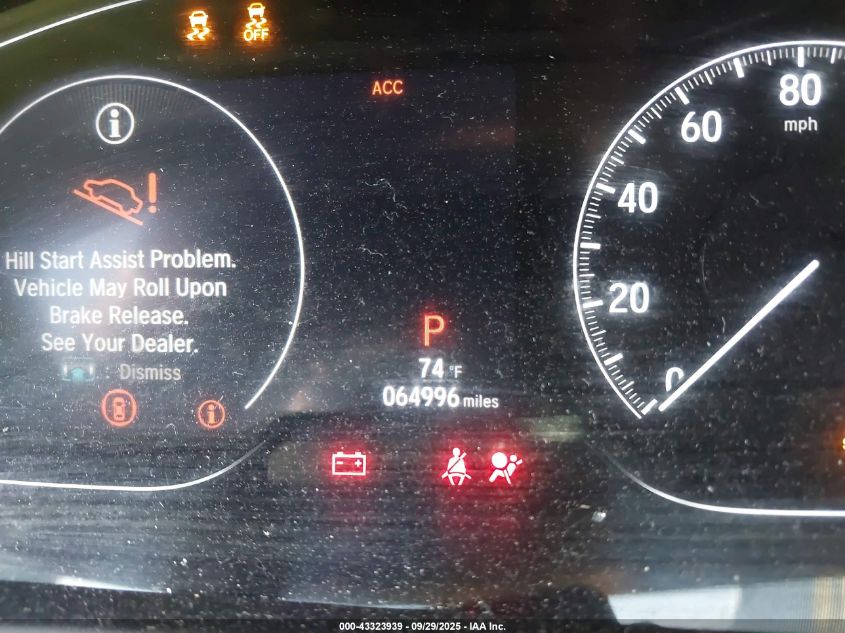 OFF
ACC
80
mph
60
40
20
0
Hill Start Assist Problem.
Vehicle May Roll Upon
Brake Release.
See Your Dealer.
: Dismiss
P
74 °F
064996 miles
000-43323939 - 09/29/2025 - IAA Inc.